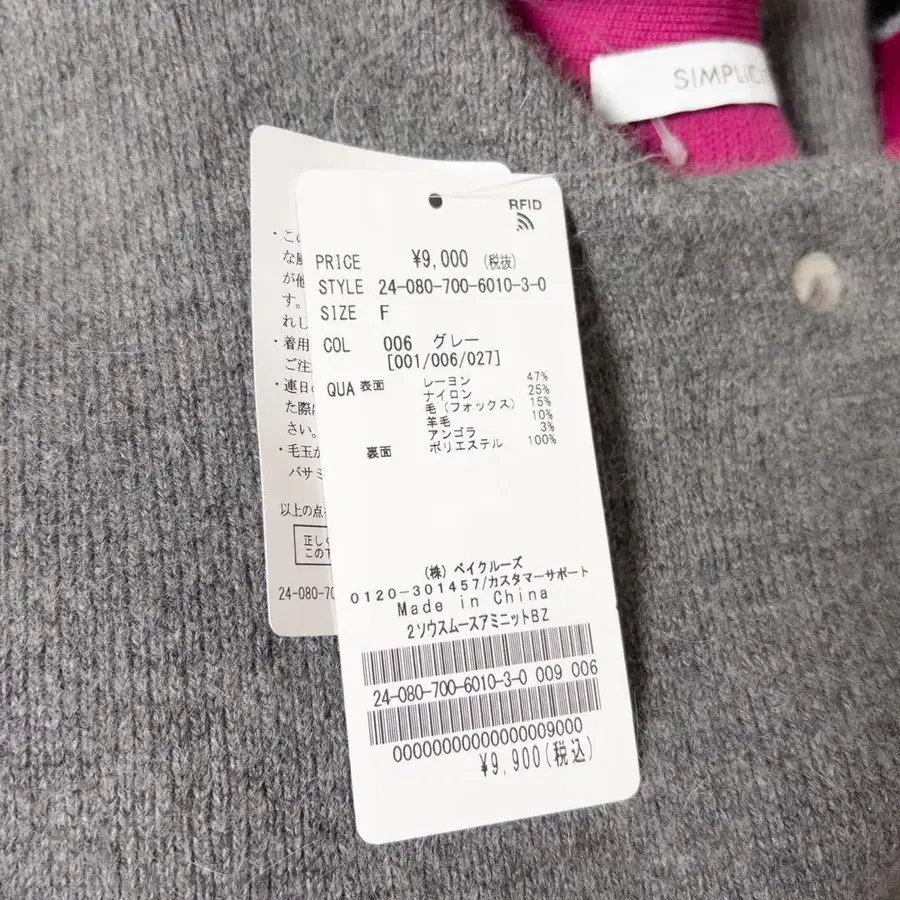 SIMPLICIT
RFID
PRICE ¥9,000 (税抜)
STYLE 24-080-700-6010-3-0
SIZE F
COL 006 グレー
[001/006/027]
QUA 表面 レーヨン 47%
ナイロン 25%
毛(フォックス) 15%
羊毛 10%
アンゴラ 3%
裏面 ポリエステル 100%
(株)ベイクルーズ
0120-301457/カスタマーサポート
Made in China
2ソウスムースアミニットBZ
24-080-700-6010-3-0 009 006
0000000000000000009000
¥9,900(税込)
・この
な風
が他
す。
れし
・着用
ご注
・連日の
た際
さい。
・毛玉が
バサミ
以上の点
正しく
この下
24-080-70